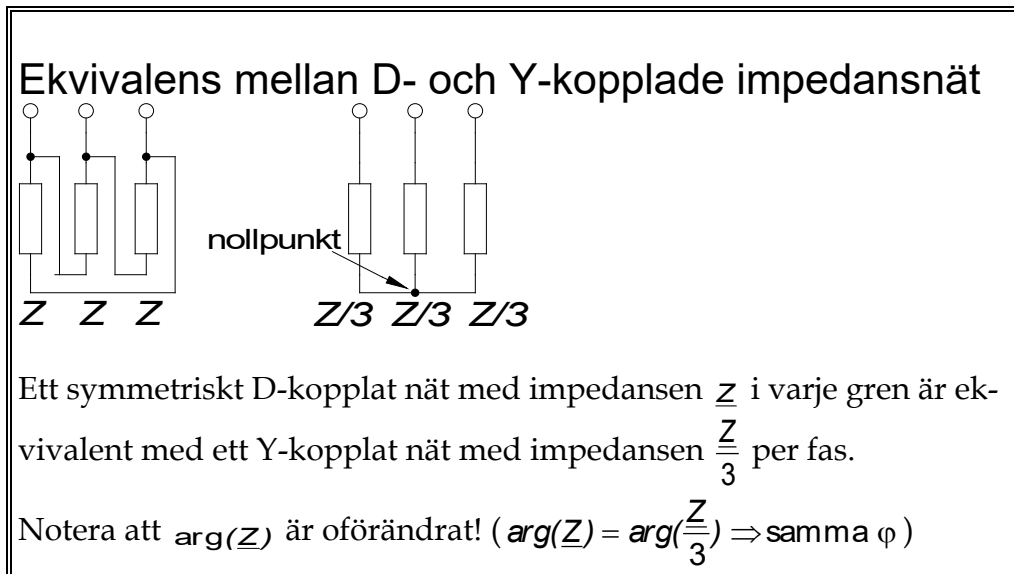 Ekvivalens mellan D- och Y-kopplade impedansnät
nollpunkt
Z Z Z Z/3 Z/3 Z/3
Ett symmetriskt D-kopplat nät med impedansen Z i varje gren är ek-
vivalent med ett Y-kopplat nät med impedansen Z/3 per fas.
Notera att arg(Z) är oförändrat! ( arg(Z) = arg(Z/3) ⇒ samma φ )